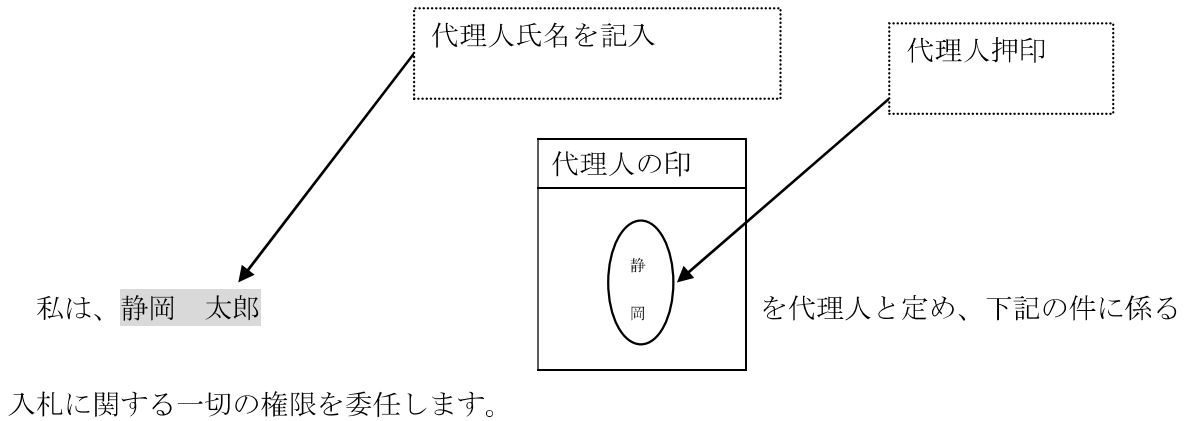 代理人氏名を記入
代理人押印
代理人の印
静
岡
私は、静岡　太郎
を代理人と定め、下記の件に係る
入札に関する一切の権限を委任します。